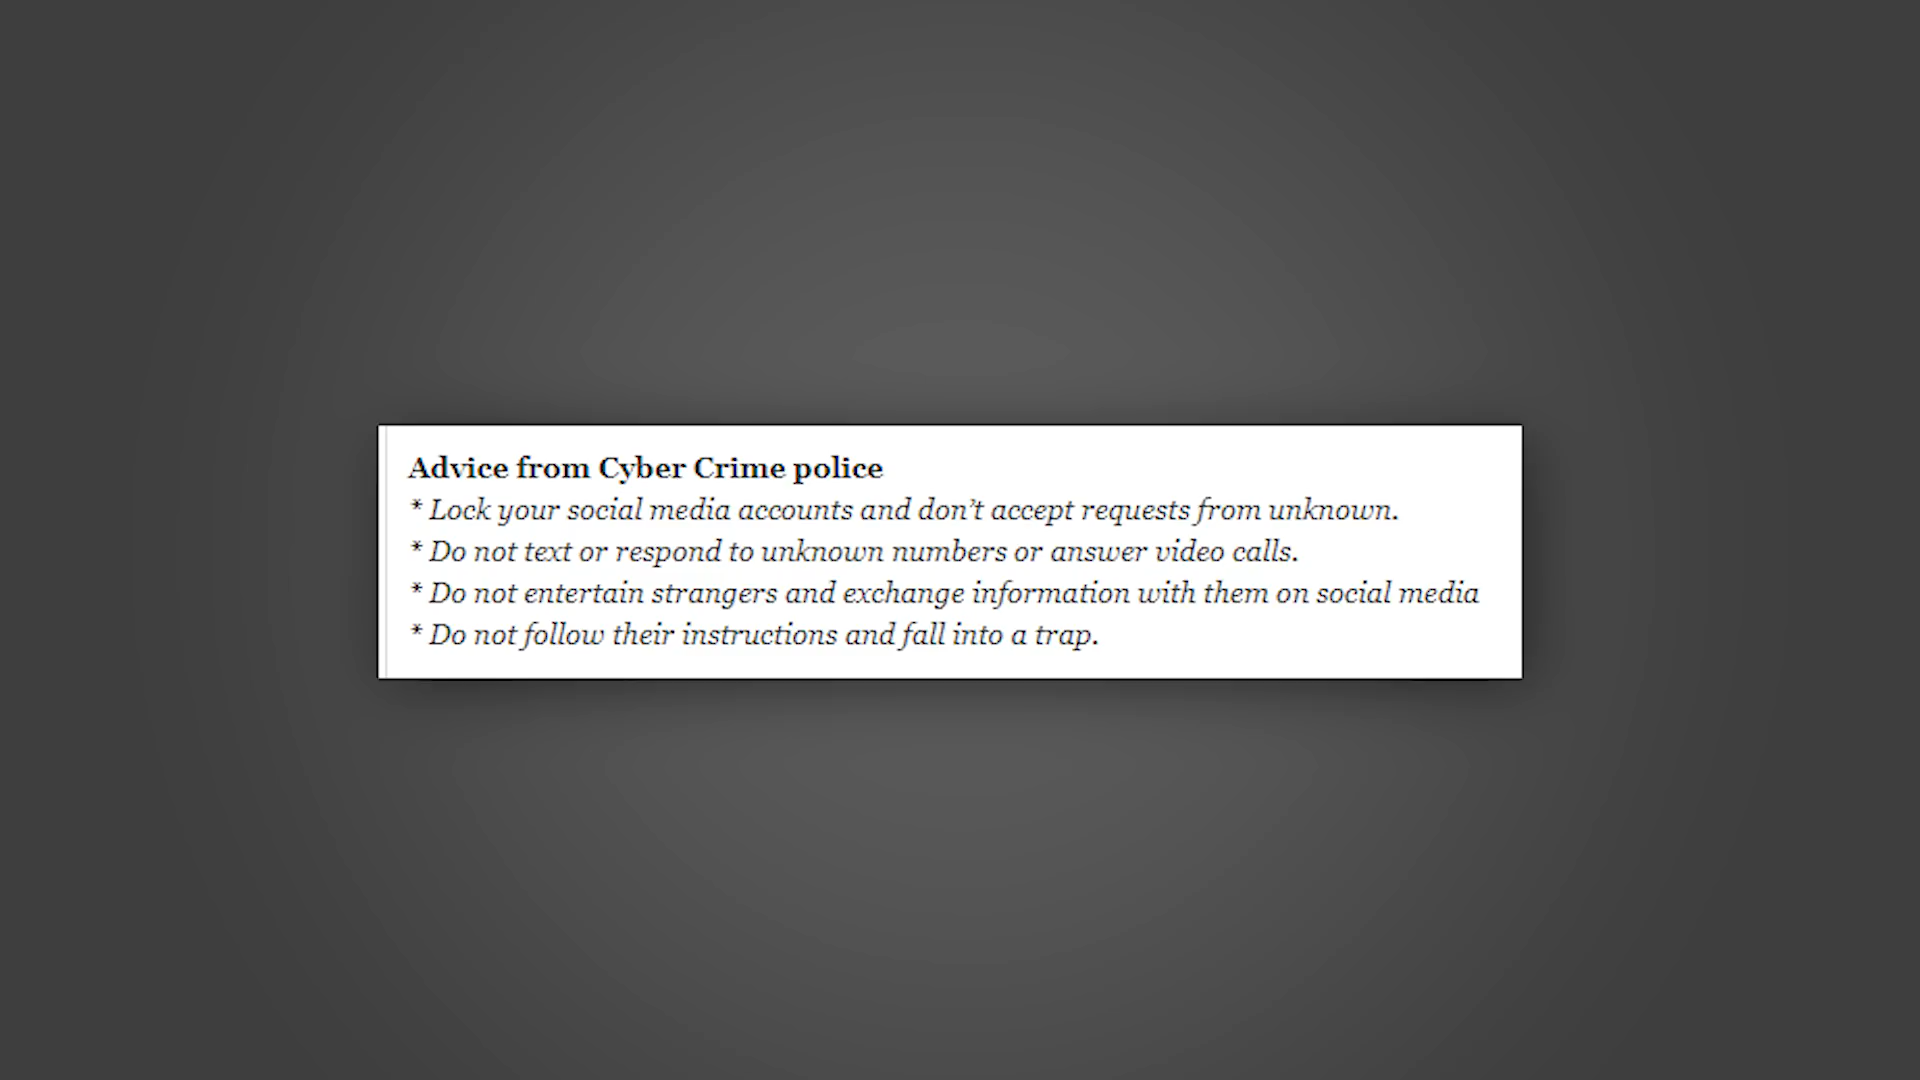 Advice from Cyber Crime police
* Lock your social media accounts and don’t accept requests from unknown.
* Do not text or respond to unknown numbers or answer video calls.
* Do not entertain strangers and exchange information with them on social media
* Do not follow their instructions and fall into a trap.